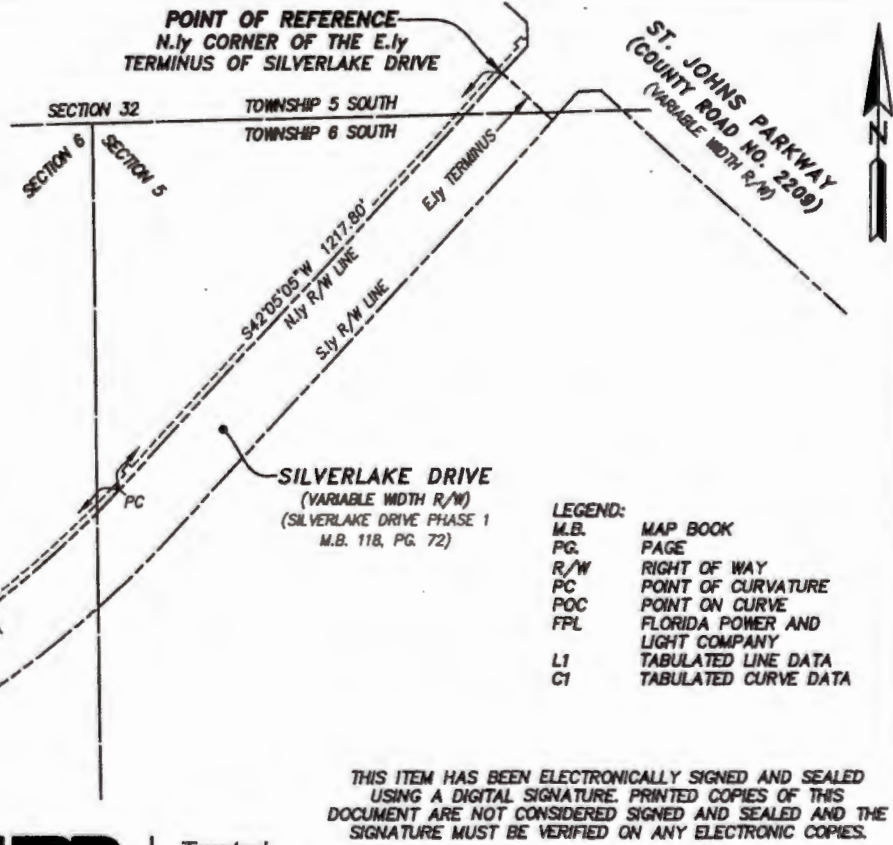 POINT OF REFERENCE
N.ly CORNER OF THE E.ly
TERMINUS OF SILVERLAKE DRIVE
ST. JOHNS PARKWAY
(COUNTY ROAD NO. 2209)
(VARIABLE WIDTH R/W)
N
SECTION 32
TOWNSHIP 5 SOUTH
TOWNSHIP 6 SOUTH
SECTION 6
SECTION 5
E.ly TERMINUS
S42°05'05"W 1217.80'
N.ly R/W LINE
S.ly R/W LINE
PC
SILVERLAKE DRIVE
(VARIABLE WIDTH R/W)
(SILVERLAKE DRIVE PHASE 1
M.B. 118, PG. 72)
LEGEND:
M.B. MAP BOOK
PG. PAGE
R/W RIGHT OF WAY
PC POINT OF CURVATURE
POC POINT ON CURVE
FPL FLORIDA POWER AND
LIGHT COMPANY
L1 TABULATED LINE DATA
C1 TABULATED CURVE DATA
THIS ITEM HAS BEEN ELECTRONICALLY SIGNED AND SEALED
USING A DIGITAL SIGNATURE. PRINTED COPIES OF THIS
DOCUMENT ARE NOT CONSIDERED SIGNED AND SEALED AND THE
SIGNATURE MUST BE VERIFIED ON ANY ELECTRONIC COPIES.